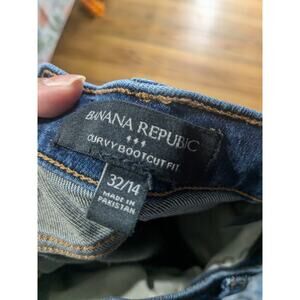 BANANA REPUBLIC
CURVY BOOTCUT FIT
32/14
MADE IN
PAKISTAN